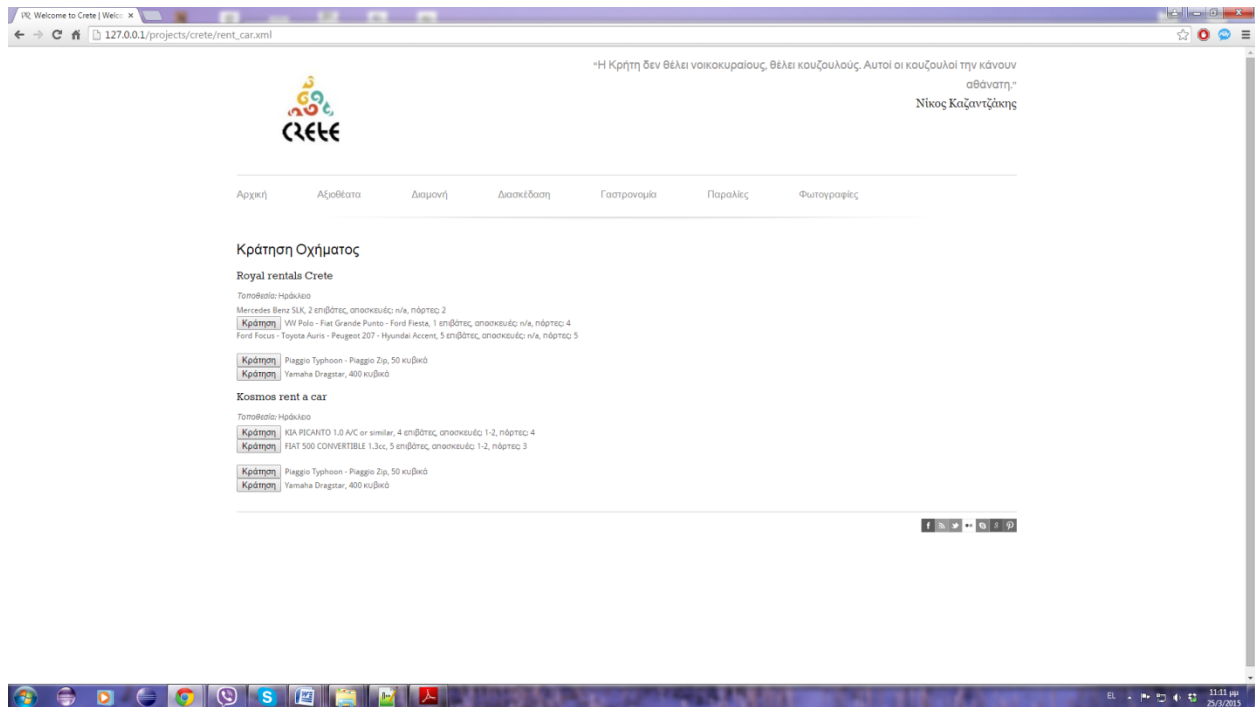 Welcome to Crete | Welco
127.0.0.1/projects/crete/rent_car.xml
"Η Κρήτη δεν θέλει νοικοκυραίους, θέλει κουζουλούς. Αυτοί οι κουζουλοί την κάνουν
αθάνατη."
Νίκος Καζαντζάκης
CRETE
Αρχική Αξιοθέατα Διαμονή Διασκέδαση Γαστρονομία Παραλίες Φωτογραφίες
Κράτηση Οχήματος
Royal rentals Crete
Τοποθεσία: Ηράκλειο
Mercedes Benz SLK, 2 επιβάτες, αποσκευές: n/a, πόρτες: 2
Κράτηση VW Polo - Fiat Grande Punto - Ford Fiesta, 1 επιβάτες, αποσκευές: n/a, πόρτες: 4
Ford Focus - Toyota Auris - Peugeot 207 - Hyundai Accent, 5 επιβάτες, αποσκευές: n/a, πόρτες: 5
Κράτηση Piaggio Typhoon - Piaggio Zip, 50 κυβικά
Κράτηση Yamaha Dragstar, 400 κυβικά
Kosmos rent a car
Τοποθεσία: Ηράκλειο
Κράτηση KIA PICANTO 1.0 A/C or similar, 4 επιβάτες, αποσκευές: 1-2, πόρτες: 4
Κράτηση FIAT 500 CONVERTIBLE 1.3cc, 5 επιβάτες, αποσκευές: 1-2, πόρτες: 3
Κράτηση Piaggio Typhoon - Piaggio Zip, 50 κυβικά
Κράτηση Yamaha Dragstar, 400 κυβικά
EL
11:11 μμ
25/3/2015